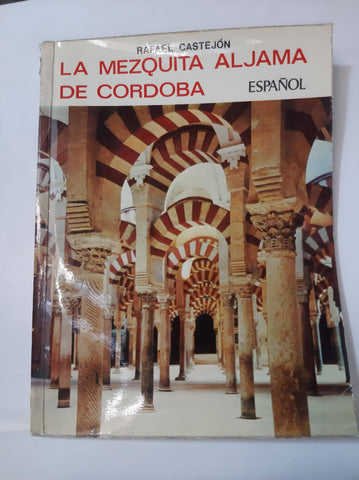 RAFAEL CASTEJÓN
LA MEZQUITA ALJAMA
DE CORDOBA ESPAÑOL